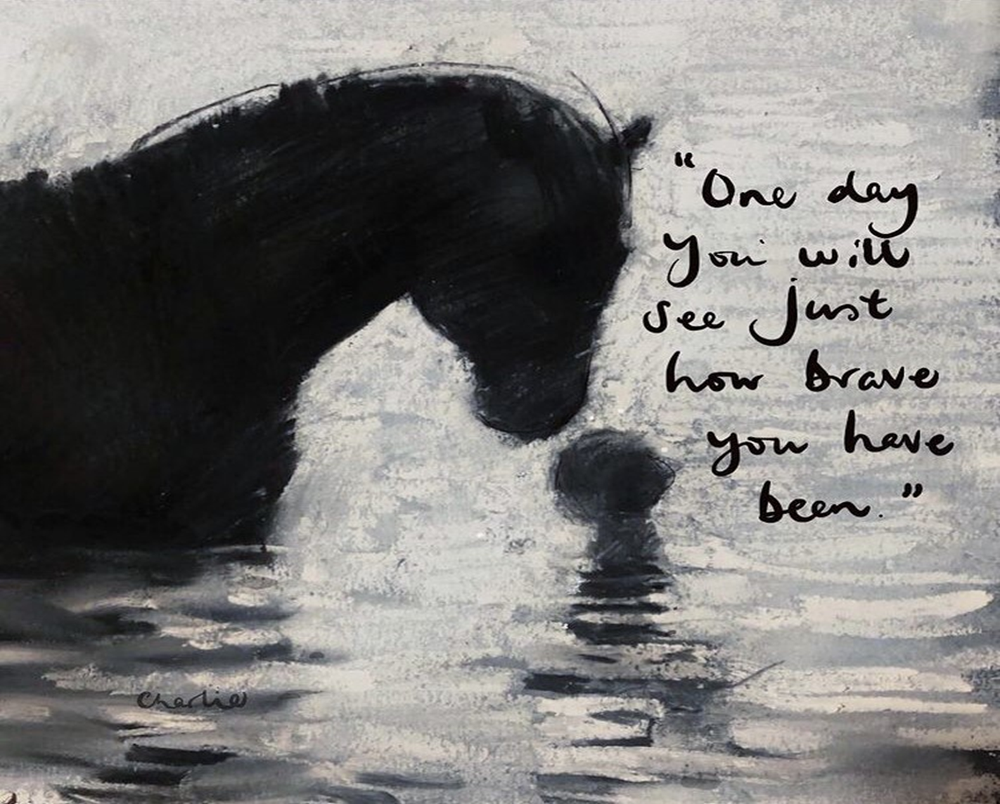 “One day
you will
see just
how brave
you have
been.”
Charlie